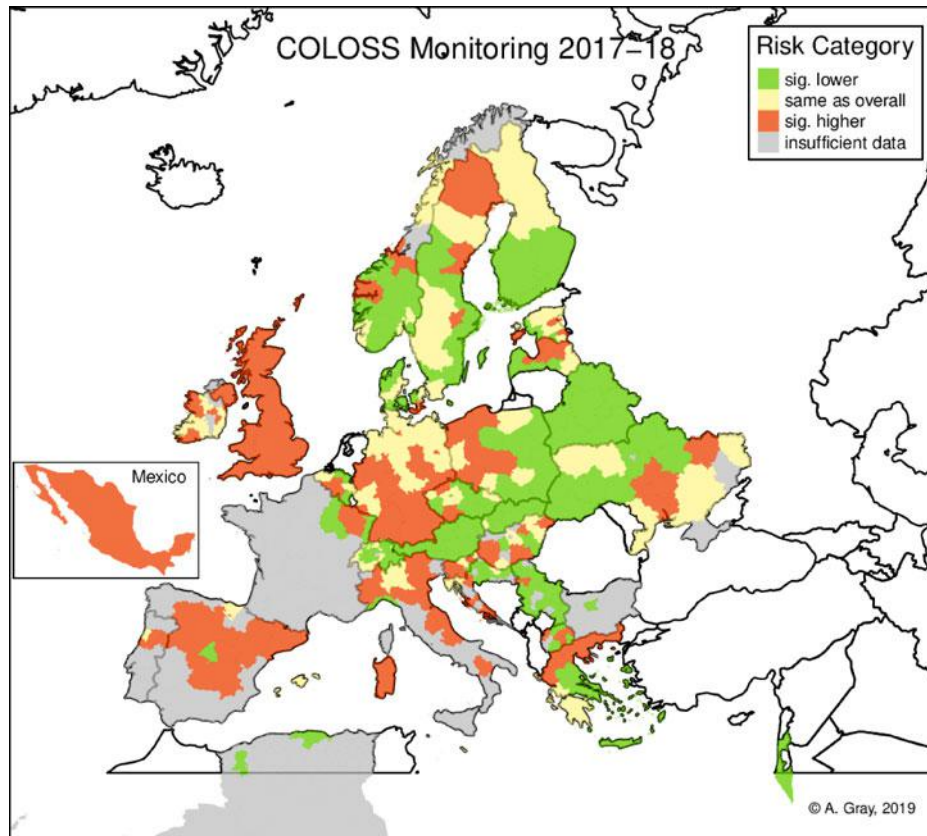 COLOSS Monitoring 2017–18
Risk Category
sig. lower
same as overall
sig. higher
insufficient data
Mexico
© A. Gray, 2019